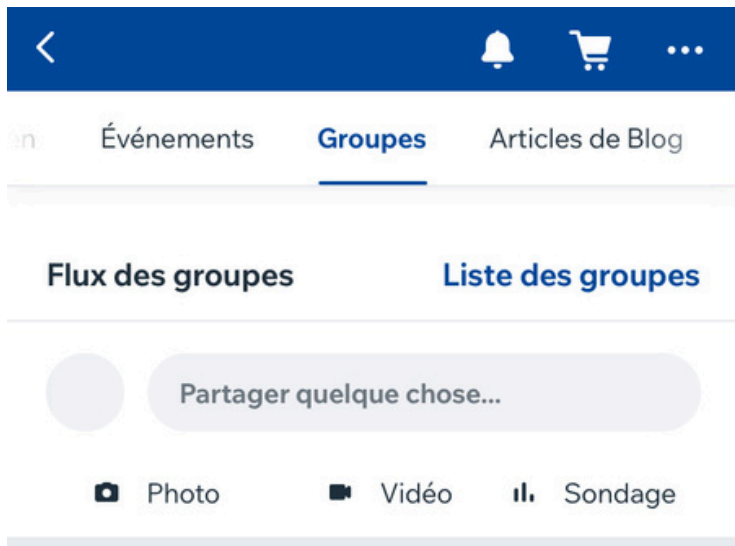 Événements Groupes Articles de Blog
Flux des groupes Liste des groupes
Partager quelque chose...
Photo Vidéo Sondage